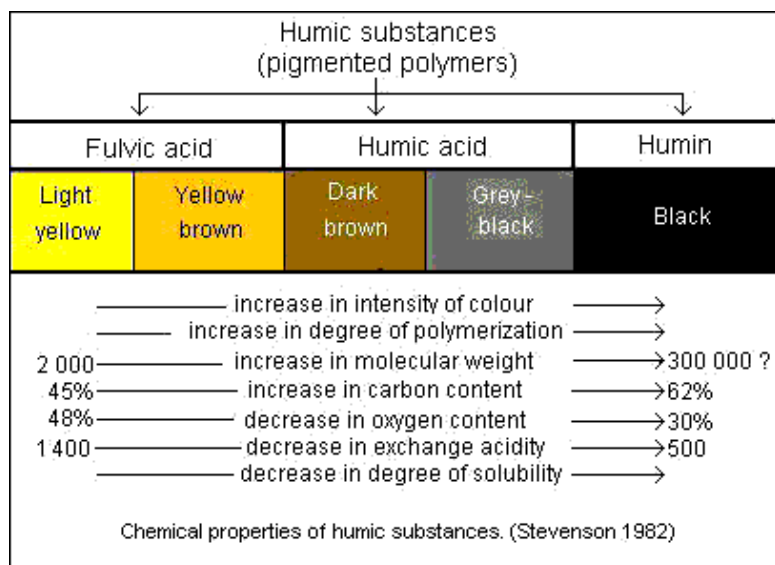 Humic substances
(pigmented polymers)
Fulvic acid Humic acid Humin
Light yellow Yellow brown Dark brown Grey-black Black
increase in intensity of colour
increase in degree of polymerization
2 000 increase in molecular weight 300 000 ?
45% increase in carbon content 62%
48% decrease in oxygen content 30%
1 400 decrease in exchange acidity 500
decrease in degree of solubility
Chemical properties of humic substances. (Stevenson 1982)